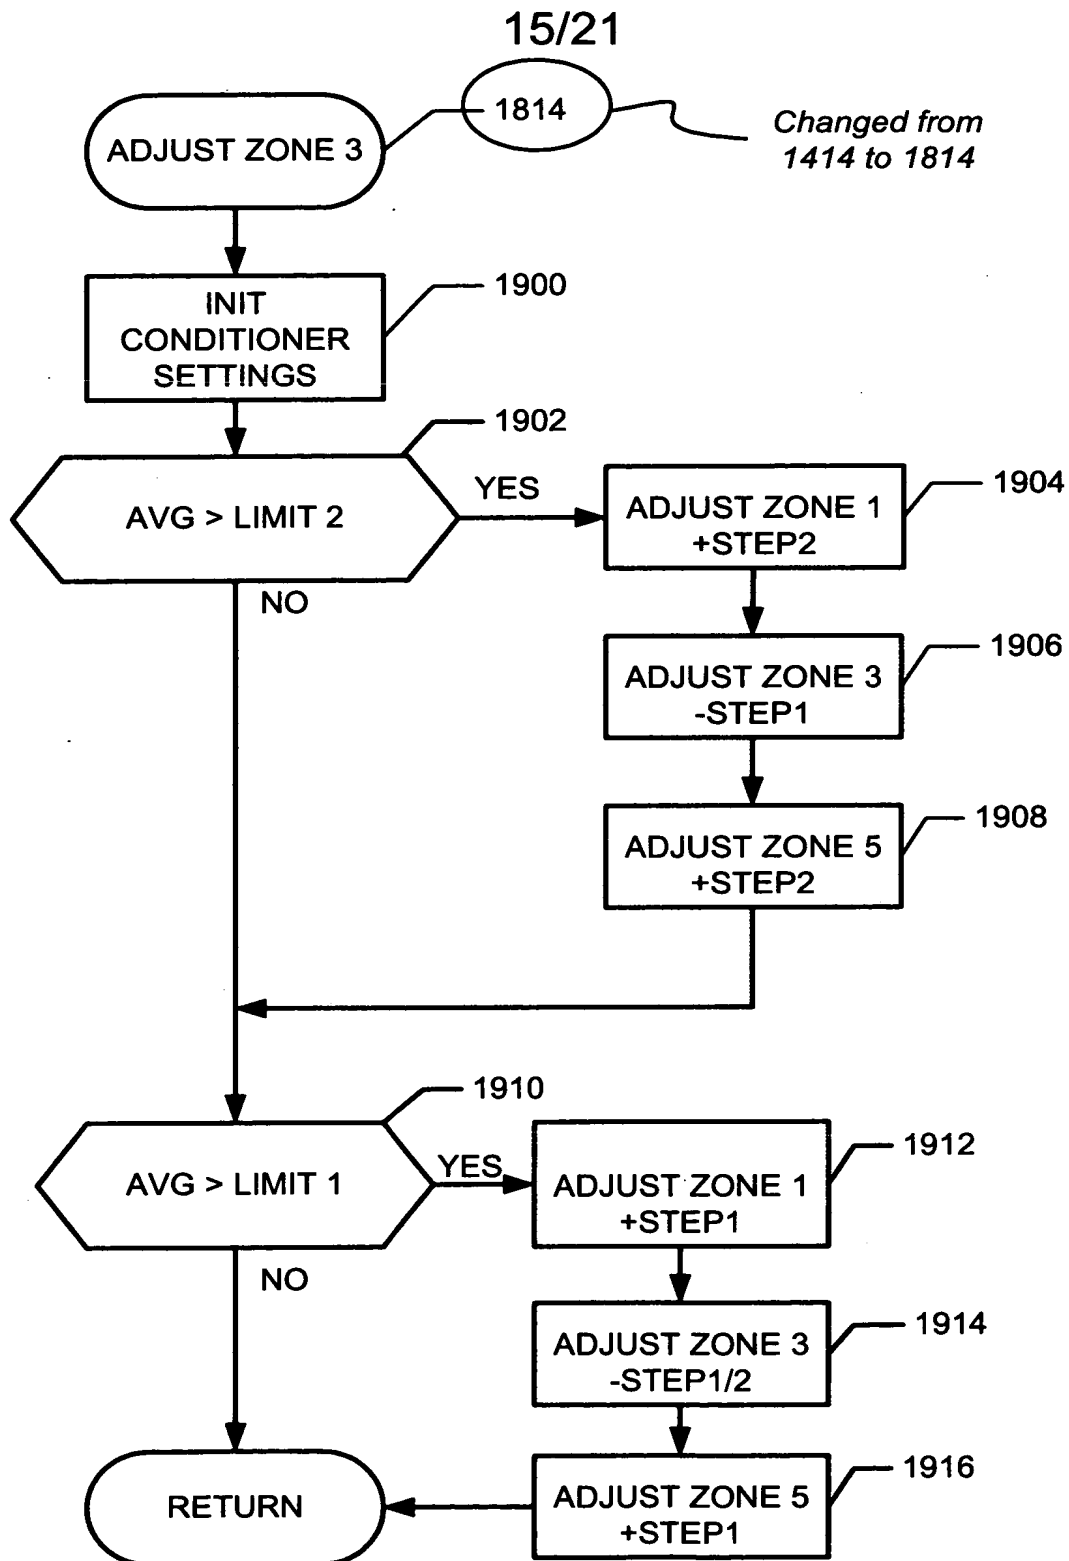 15/21
ADJUST ZONE 3
1814
Changed from
1414 to 1814
INIT
CONDITIONER
SETTINGS
1900
1902
AVG > LIMIT 2
YES
NO
ADJUST ZONE 1
+STEP2
1904
ADJUST ZONE 3
-STEP1
1906
ADJUST ZONE 5
+STEP2
1908
1910
AVG > LIMIT 1
YES
NO
ADJUST ZONE 1
+STEP1
1912
ADJUST ZONE 3
-STEP1/2
1914
ADJUST ZONE 5
+STEP1
1916
RETURN